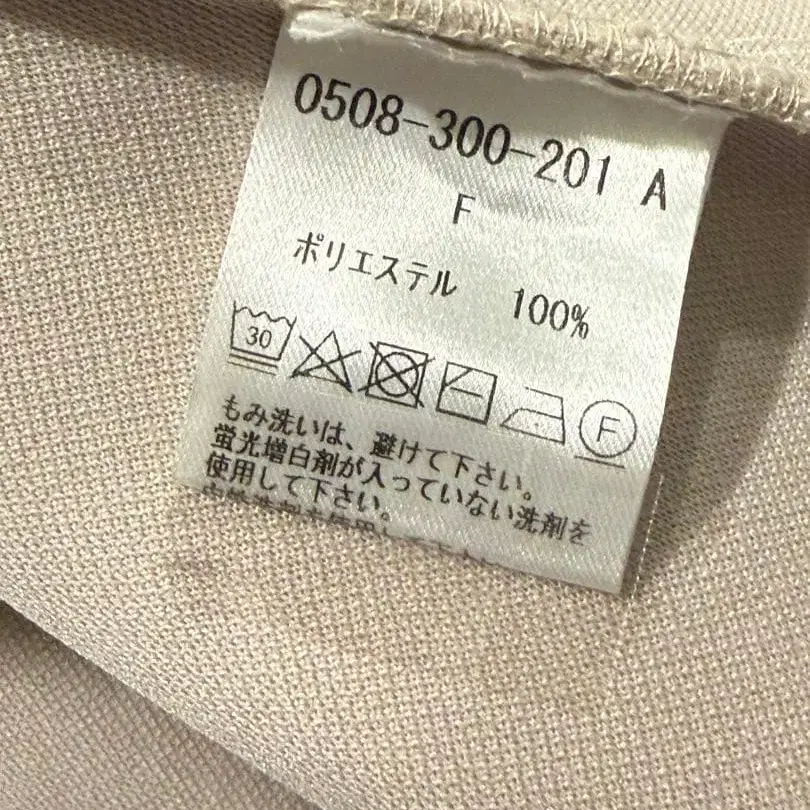 0508-300-201 A
F
ポリエステル 100%
30 F
もみ洗いは、避けて下さい。
蛍光増白剤が入っていない洗剤を
使用して下さい。